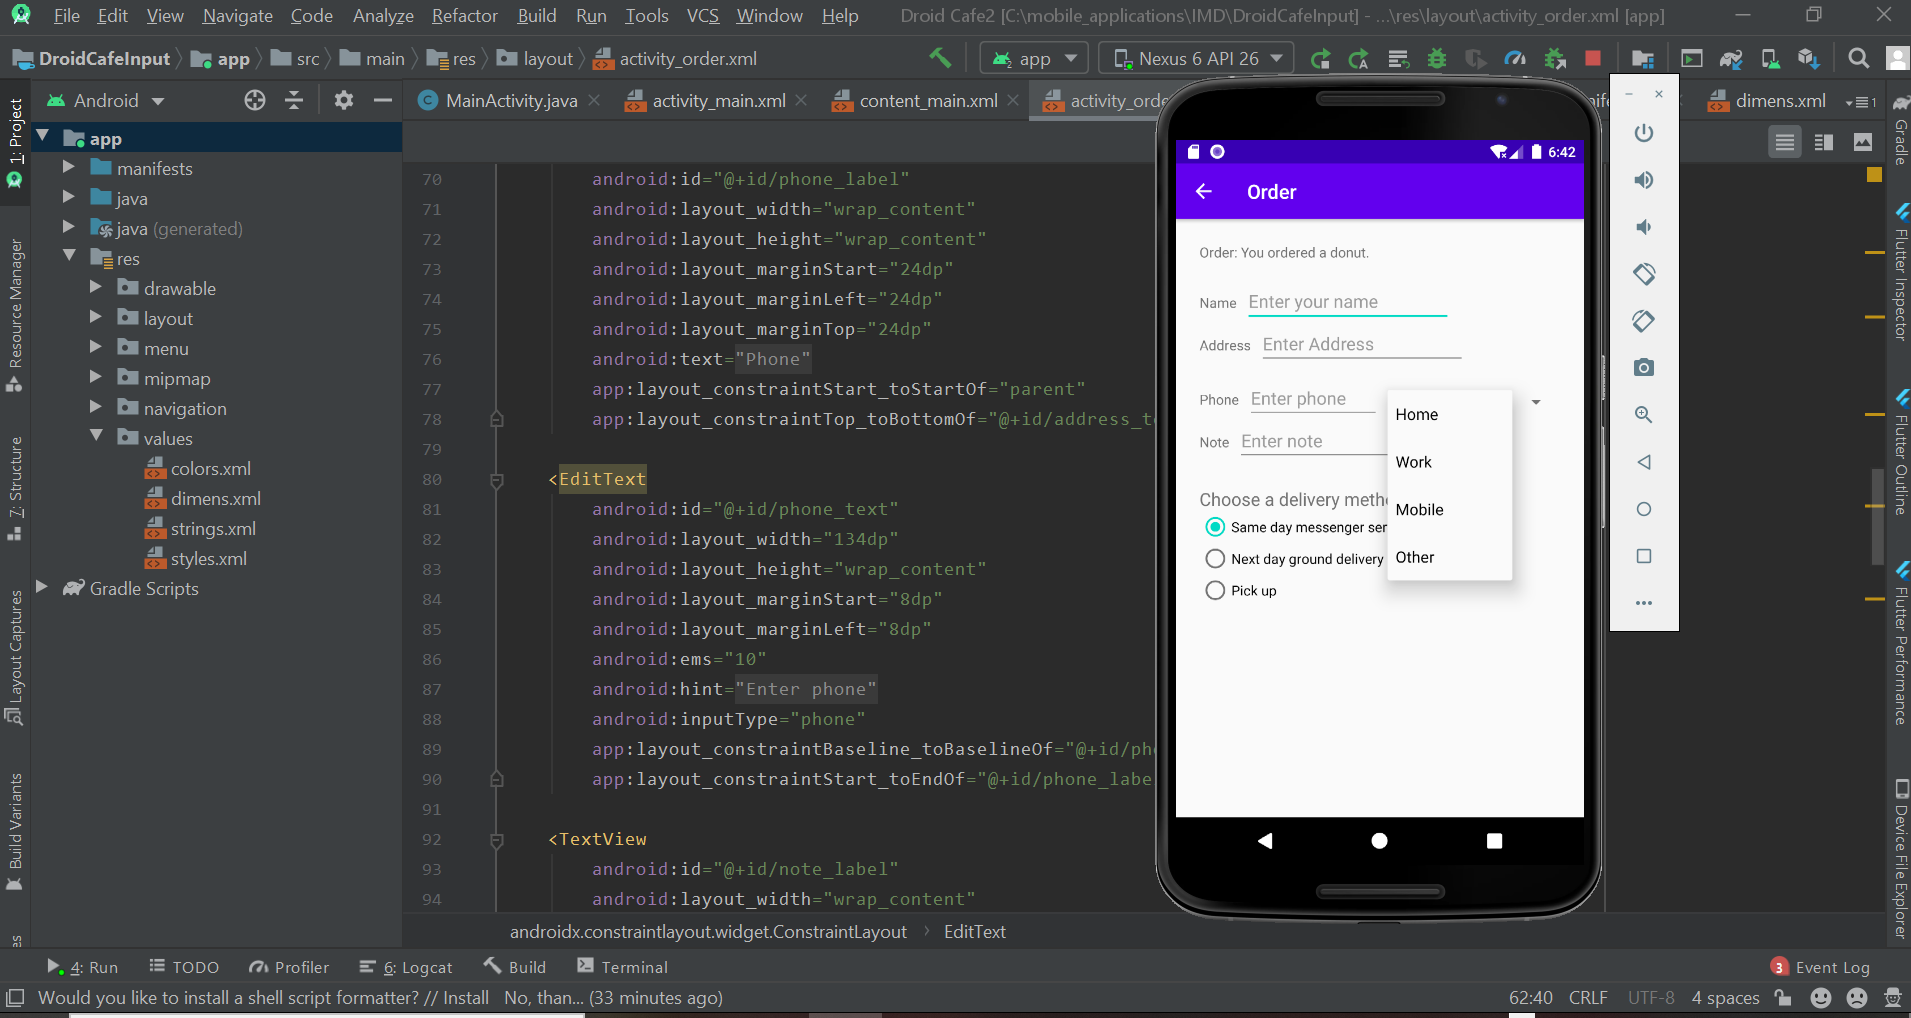 File Edit View Navigate Code Analyze Refactor Build Run Tools VCS Window Help Droid Cafe2 [C:\mobile_applications\IMD\DroidCafeInput] - ...\res\layout\activity_order.xml [app]
DroidCafeInput app src main res layout activity_order.xml app Nexus 6 API 26
Android MainActivity.java activity_main.xml content_main.xml activity_orde dimens.xml 1
1: Project
Resource Manager
7: Structure
Layout Captures
Build Variants
app
manifests
java
java (generated)
res
drawable
layout
menu
mipmap
navigation
values
colors.xml
dimens.xml
strings.xml
styles.xml
Gradle Scripts
70 android:id="@+id/phone_label"
71 android:layout_width="wrap_content"
72 android:layout_height="wrap_content"
73 android:layout_marginStart="24dp"
74 android:layout_marginLeft="24dp"
75 android:layout_marginTop="24dp"
76 android:text="Phone"
77 app:layout_constraintStart_toStartOf="parent"
78 app:layout_constraintTop_toBottomOf="@+id/address_te
79
80 <EditText
81 android:id="@+id/phone_text"
82 android:layout_width="134dp"
83 android:layout_height="wrap_content"
84 android:layout_marginStart="8dp"
85 android:layout_marginLeft="8dp"
86 android:ems="10"
87 android:hint="Enter phone"
88 android:inputType="phone"
89 app:layout_constraintBaseline_toBaselineOf="@+id/pho
90 app:layout_constraintStart_toEndOf="@+id/phone_labe
91
92 <TextView
93 android:id="@+id/note_label"
94 android:layout_width="wrap_content"
androidx.constraintlayout.widget.ConstraintLayout EditText
6:42
Order
Order: You ordered a donut.
Name Enter your name
Address Enter Address
Phone Enter phone
Note Enter note
Home
Work
Mobile
Other
Choose a delivery meth
Same day messenger ser
Next day ground delivery
Pick up
Gradle
Flutter Inspector
Flutter Outline
Flutter Performance
Device File Explorer
4: Run TODO Profiler 6: Logcat Build Terminal 3 Event Log
Would you like to install a shell script formatter? // Install No, than... (33 minutes ago) 62:40 CRLF UTF-8 4 spaces